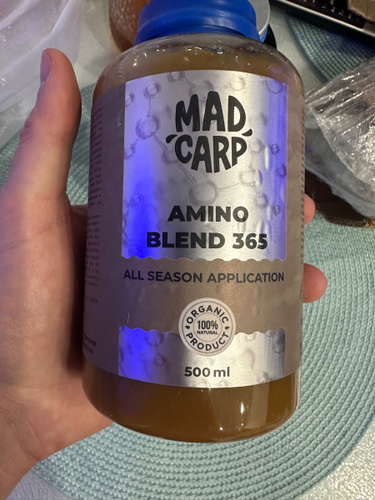 MAD
CARP
AMINO
BLEND 365
ALL SEASON APPLICATION
ORGANIC
100%
NATURAL
PRODUCT
500 ml